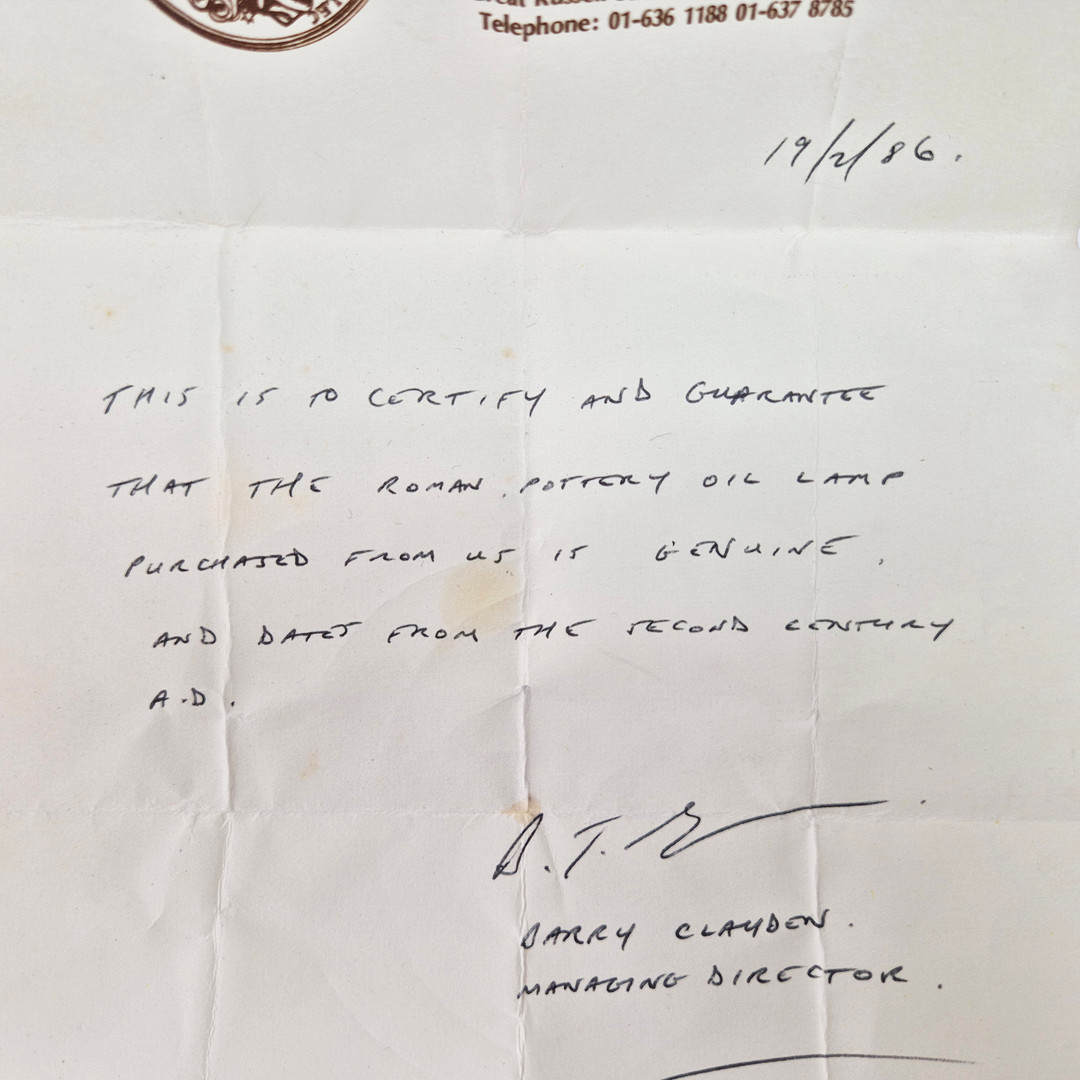 Telephone: 01-636 1188 01-637 8785
19/2/86.
THIS IS TO CERTIFY AND GUARANTEE
THAT THE ROMAN POTTERY OIL LAMP
PURCHASED FROM US IS GENUINE,
AND DATES FROM THE SECOND CENTURY
A.D.
B.T.
BARRY CLAYDEN.
MANAGING DIRECTOR.